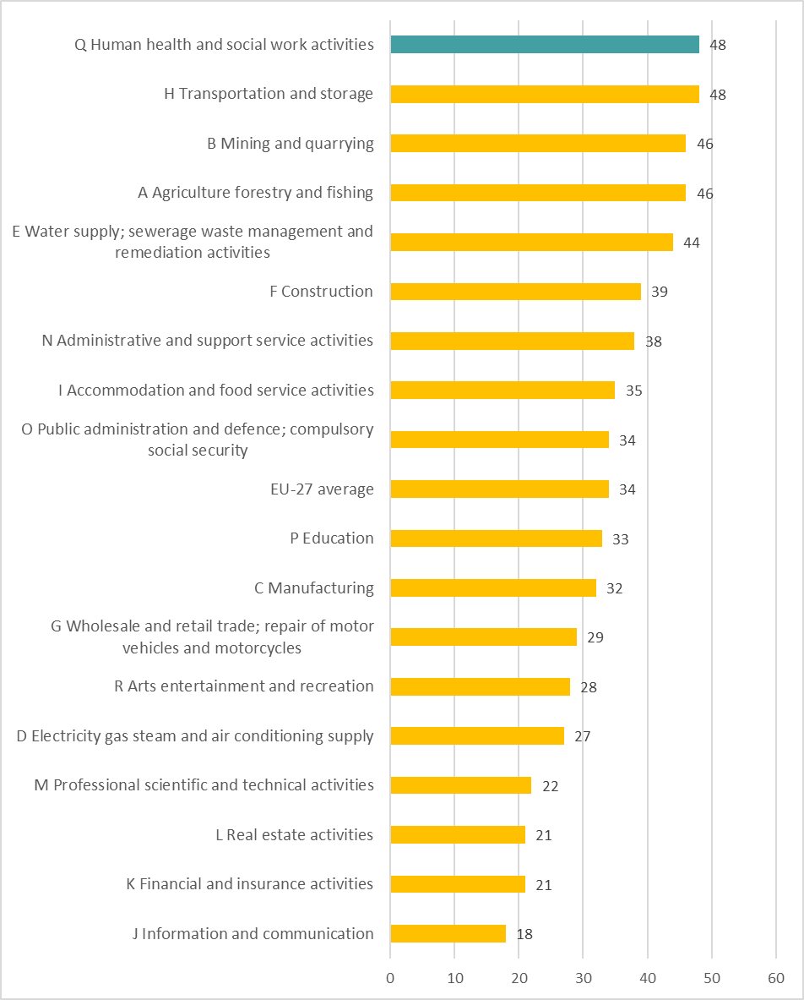 Q Human health and social work activities 48
H Transportation and storage 48
B Mining and quarrying 46
A Agriculture forestry and fishing 46
E Water supply; sewerage waste management and
remediation activities 44
F Construction 39
N Administrative and support service activities 38
I Accommodation and food service activities 35
O Public administration and defence; compulsory
social security 34
EU-27 average 34
P Education 33
C Manufacturing 32
G Wholesale and retail trade; repair of motor
vehicles and motorcycles 29
R Arts entertainment and recreation 28
D Electricity gas steam and air conditioning supply 27
M Professional scientific and technical activities 22
L Real estate activities 21
K Financial and insurance activities 21
J Information and communication 18
0 10 20 30 40 50 60